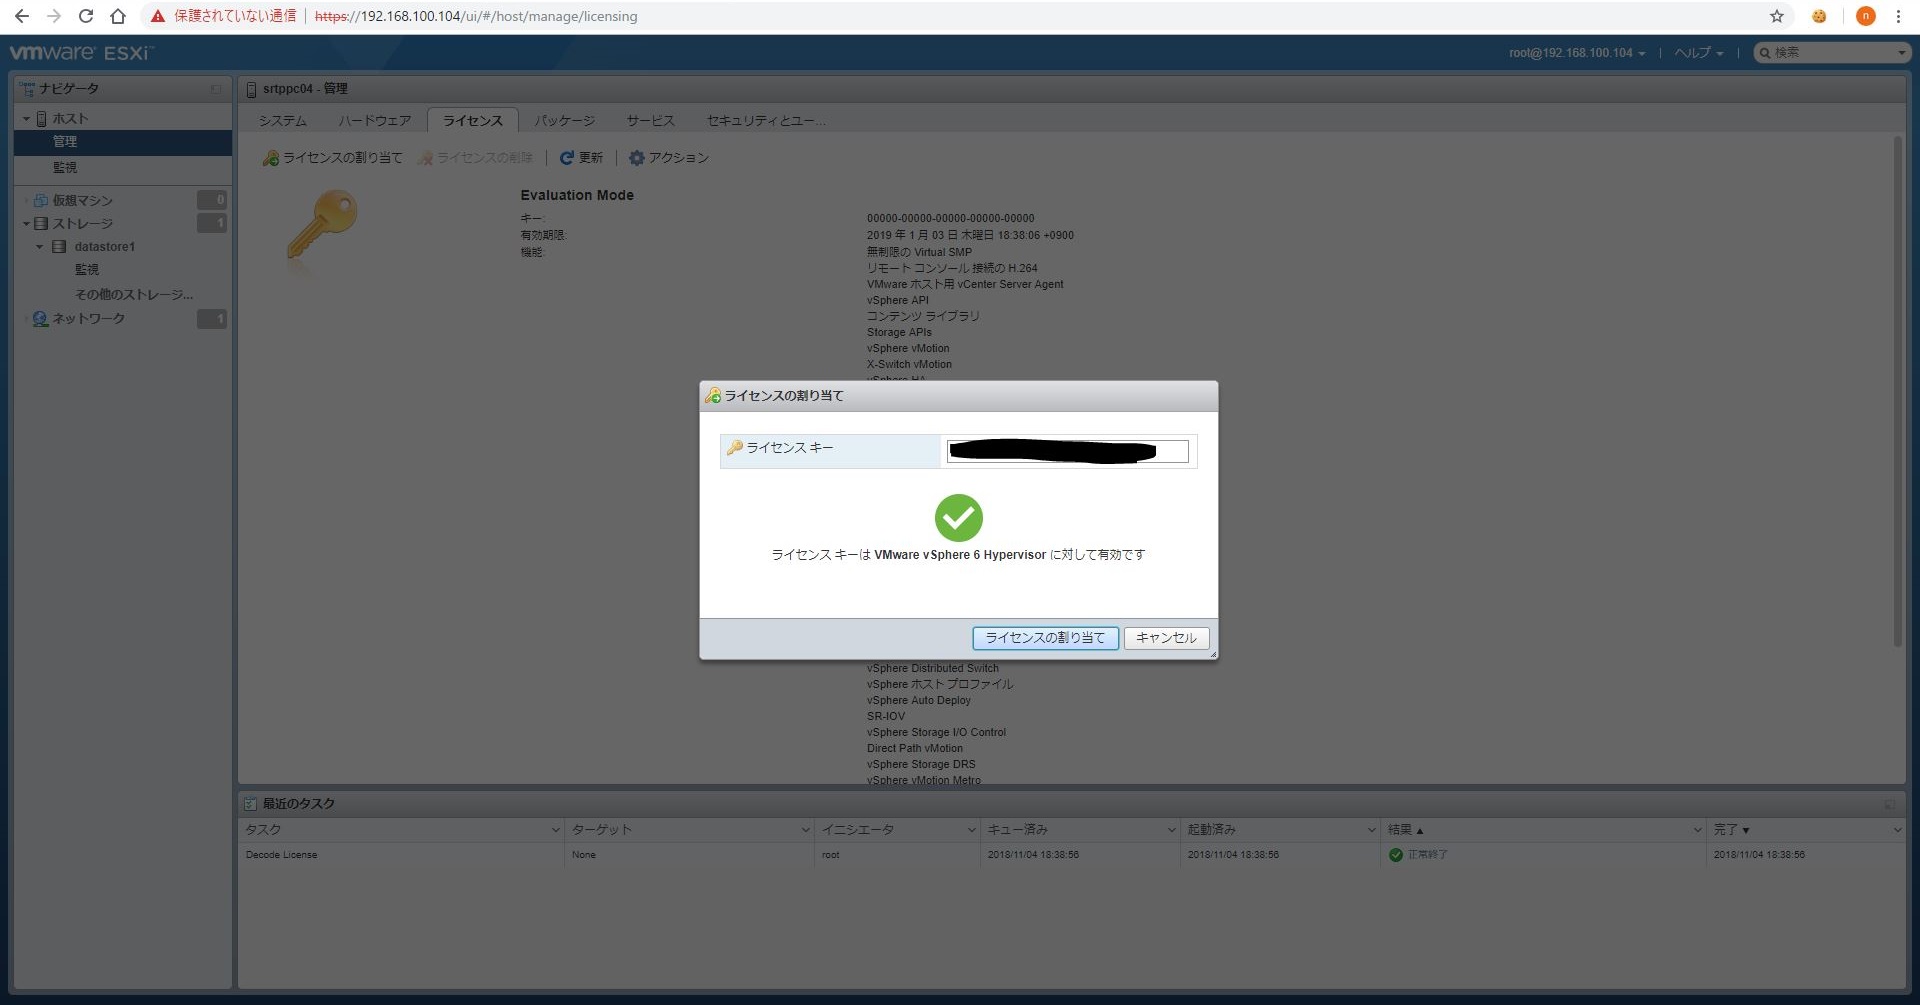 保護されていない通信 https://192.168.100.104/ui/#/host/manage/licensing n
vmware ESXi™
root@192.168.100.104 | ヘルプ | 検索
ナビゲータ
ホスト
管理
監視
仮想マシン 0
ストレージ 1
datastore1
監視
その他のストレージ...
ネットワーク 1
srtppc04 - 管理
システム ハードウェア ライセンス パッケージ サービス セキュリティとユー...
ライセンスの割り当て ライセンスの削除 更新 アクション
Evaluation Mode
キー: 00000-00000-00000-00000-00000
有効期限: 2019 年 1 月 03 日 木曜日 18:38:06 +0900
機能: 無制限の Virtual SMP
リモート コンソール 接続の H.264
VMware ホスト用 vCenter Server Agent
vSphere API
コンテンツ ライブラリ
Storage APIs
vSphere vMotion
X-Switch vMotion
vSphere HA
ライセンスの割り当て
ライセンス キー
ライセンス キーは VMware vSphere 6 Hypervisor に対して有効です
ライセンスの割り当て キャンセル
vSphere Distributed Switch
vSphere ホスト プロファイル
vSphere Auto Deploy
SR-IOV
vSphere Storage I/O Control
Direct Path vMotion
vSphere Storage DRS
vSphere vMotion Metro
最近のタスク
タスク ターゲット イニシエータ キュー済み 起動済み 結果 ▲ 完了 ▼
Decode License None root 2018/11/04 18:38:56 2018/11/04 18:38:56 正常終了 2018/11/04 18:38:56